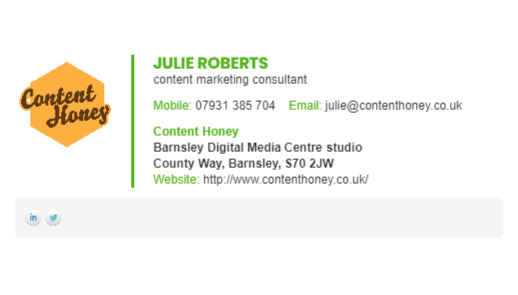 Content
Honey
JULIE ROBERTS
content marketing consultant
Mobile: 07931 385 704 Email: julie@contenthoney.co.uk
Content Honey
Barnsley Digital Media Centre studio
County Way, Barnsley, S70 2JW
Website: http://www.contenthoney.co.uk/
in